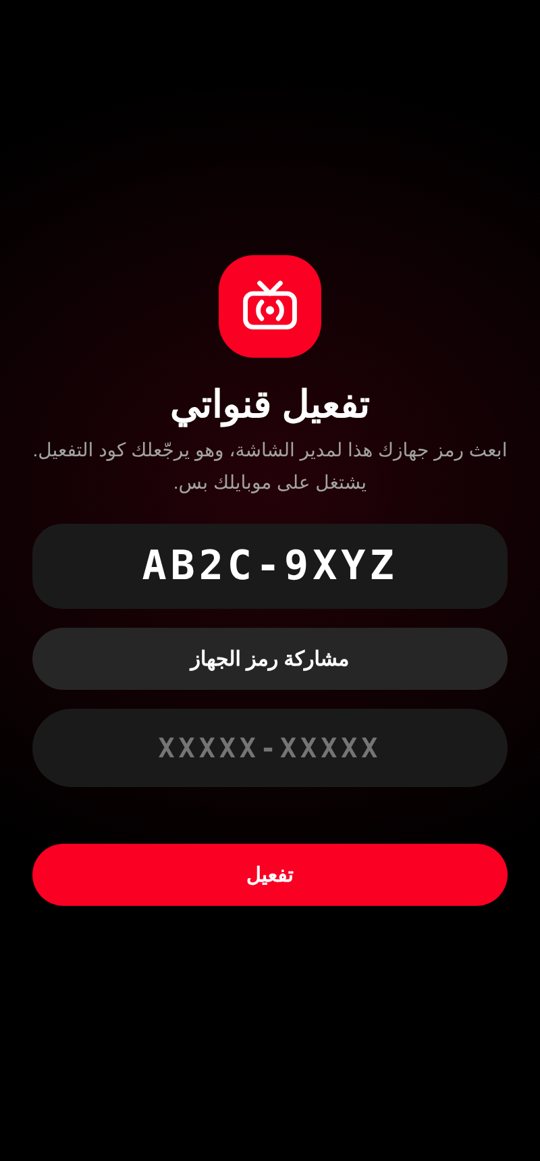 تفعيل قنواتي
ابعث رمز جهازك هذا لمدير الشاشة، وهو يرجّعلك كود التفعيل.
يشتغل على موبايلك بس.
AB2C-9XYZ
مشاركة رمز الجهاز
XXXXX-XXXXX
تفعيل